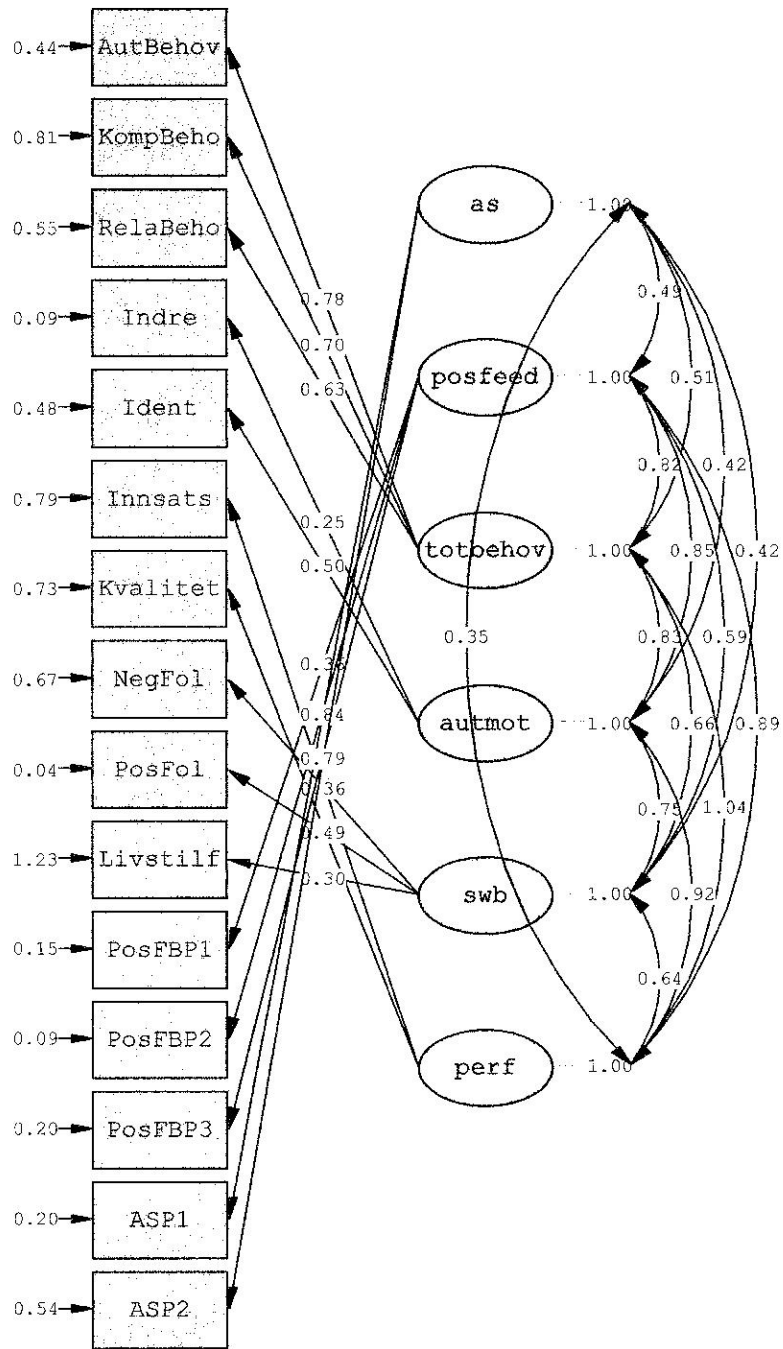 0.44 AutBehov
0.81 KompBeho
0.55 RelaBeho
0.09 Indre
0.48 Ident
0.79 Innsats
0.73 Kvalitet
0.67 NegFol
0.04 PosFol
1.23 Livstilf
0.15 PosFBP1
0.09 PosFBP2
0.20 PosFBP3
0.20 ASP1
0.54 ASP2
0.78
0.70
0.63
0.25
0.50
0.84
0.79
0.36
0.49
0.30
as 1.00
posfeed 1.00
totbehov 1.00
autmot 1.00
swb 1.00
perf 1.00
0.35
0.49
0.51
0.82
0.42
0.85
0.42
0.83
0.59
0.66
0.89
0.75
1.04
0.92
0.64